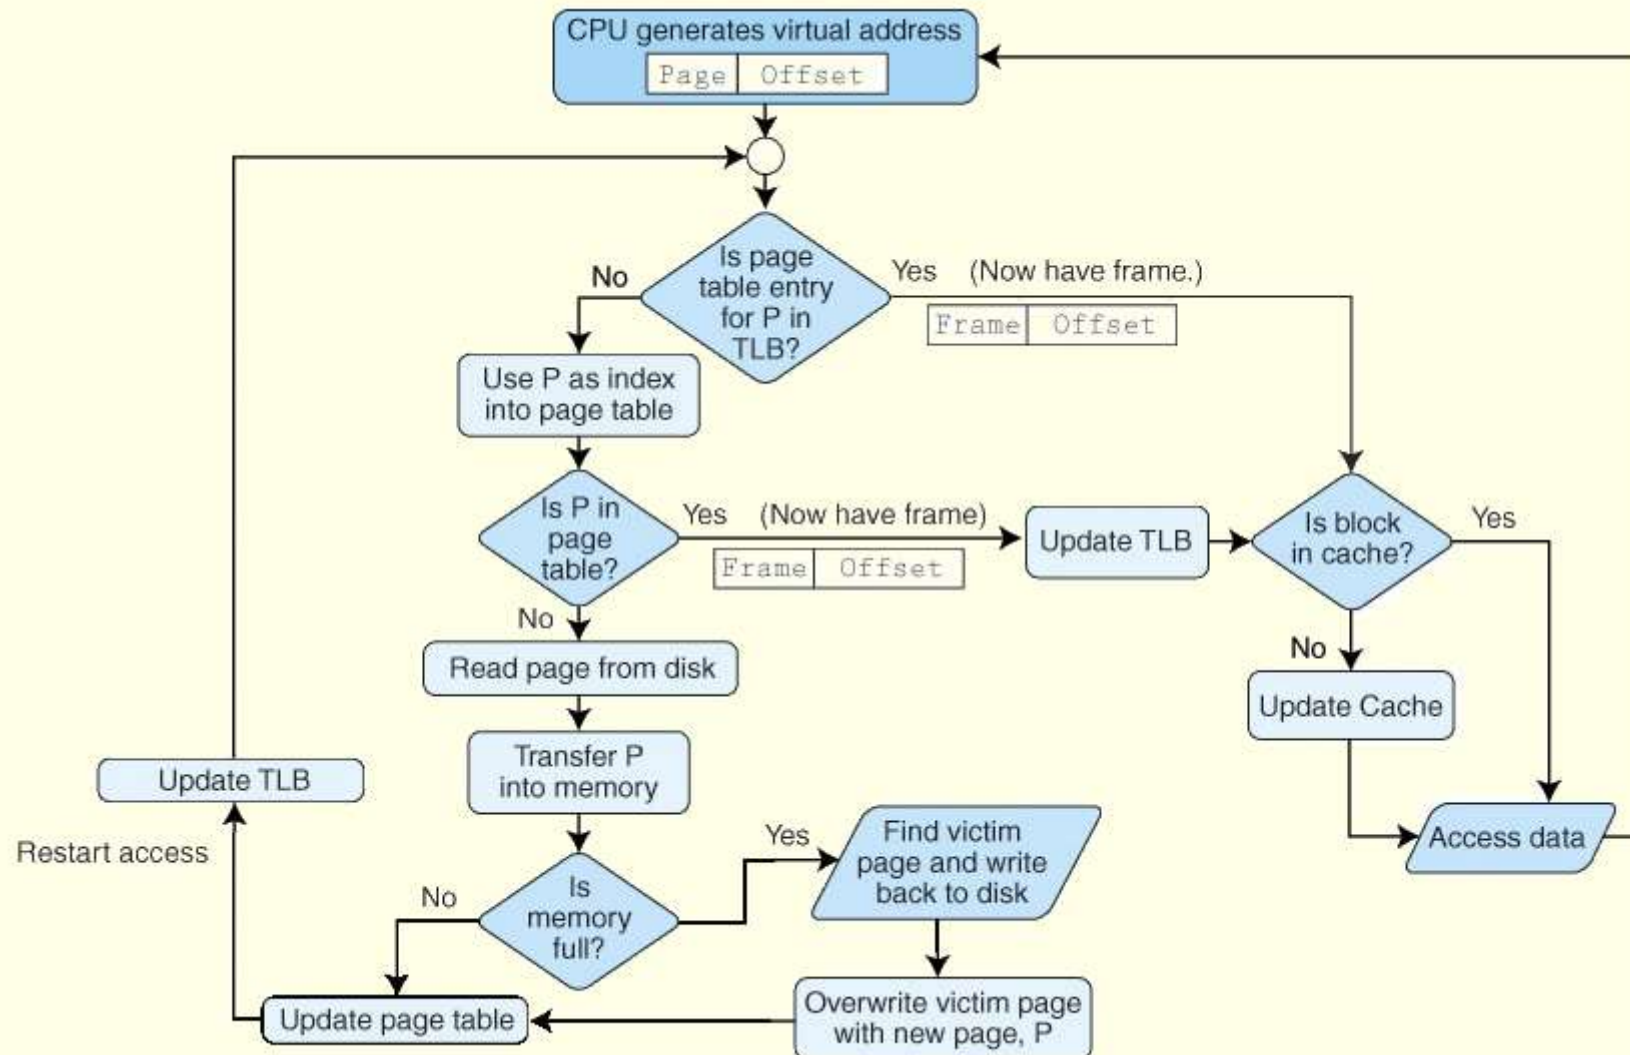 CPU generates virtual address
Page Offset
Is page
table entry
for P in
TLB?
No
Yes (Now have frame.)
Frame Offset
Use P as index
into page table
Is P in
page
table?
Yes (Now have frame)
Frame Offset
Update TLB
Is block
in cache?
Yes
No
Read page from disk
No
Update Cache
Transfer P
into memory
Update TLB
Restart access
Is
memory
full?
Yes
Find victim
page and write
back to disk
Access data
No
Update page table
Overwrite victim page
with new page, P